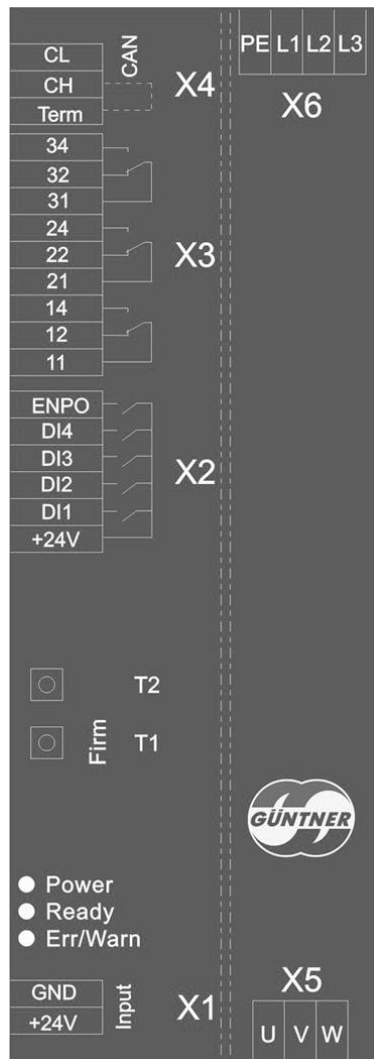 CL
CH
Term
CAN
X4
34
32
31
24
22
21
14
12
11
X3
ENPO
DI4
DI3
DI2
DI1
+24V
X2
T2
T1
Firm
Power
Ready
Err/Warn
GND
+24V
Input
X1
PE L1 L2 L3
X6
GÜNTNER
X5
U V W